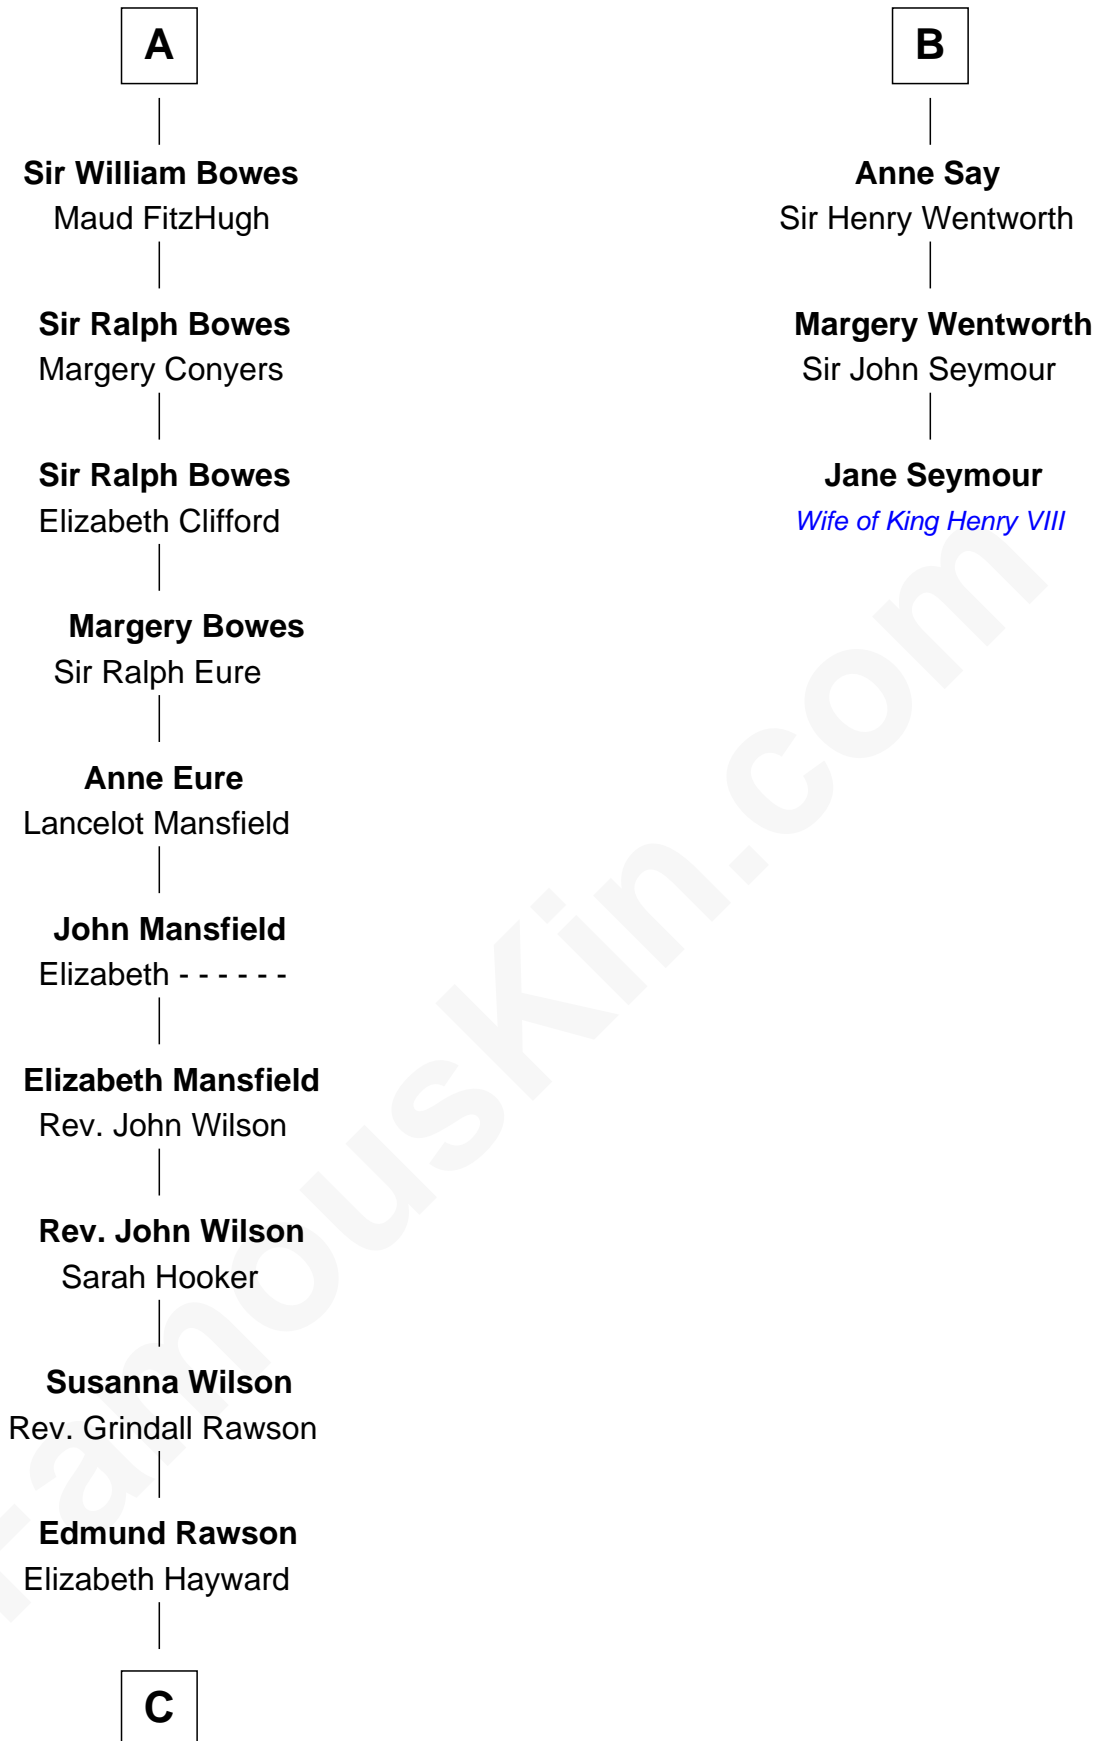 A
Sir William Bowes
Maud FitzHugh
Sir Ralph Bowes
Margery Conyers
Sir Ralph Bowes
Elizabeth Clifford
Margery Bowes
Sir Ralph Eure
Anne Eure
Lancelot Mansfield
John Mansfield
Elizabeth - - - - - -
Elizabeth Mansfield
Rev. John Wilson
Rev. John Wilson
Sarah Hooker
Susanna Wilson
Rev. Grindall Rawson
Edmund Rawson
Elizabeth Hayward
C
B
Anne Say
Sir Henry Wentworth
Margery Wentworth
Sir John Seymour
Jane Seymour
Wife of King Henry VIII
FamousKin.com